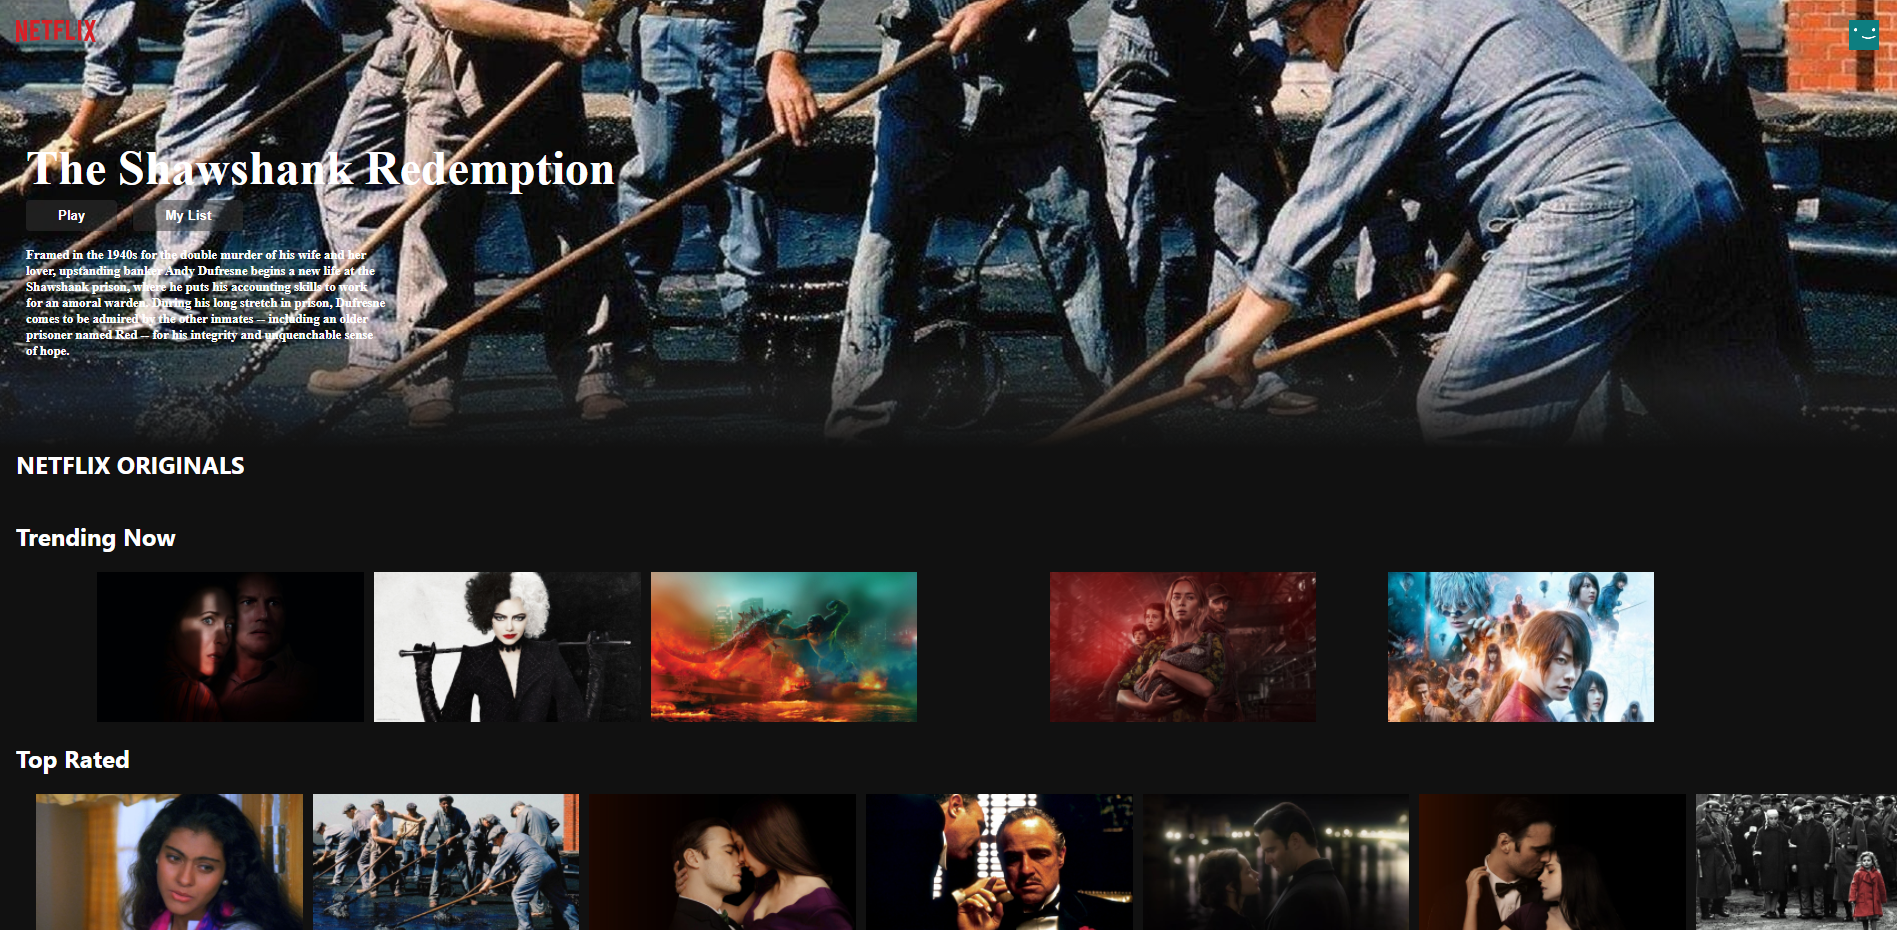 NETFLIX
The Shawshank Redemption
Play
My List
Framed in the 1940s for the double murder of his wife and her
lover, upstanding banker Andy Dufresne begins a new life at the
Shawshank prison, where he puts his accounting skills to work
for an amoral warden. During his long stretch in prison, Dufresne
comes to be admired by the other inmates -- including an older
prisoner named Red -- for his integrity and unquenchable sense
of hope.
NETFLIX ORIGINALS
Trending Now
Top Rated